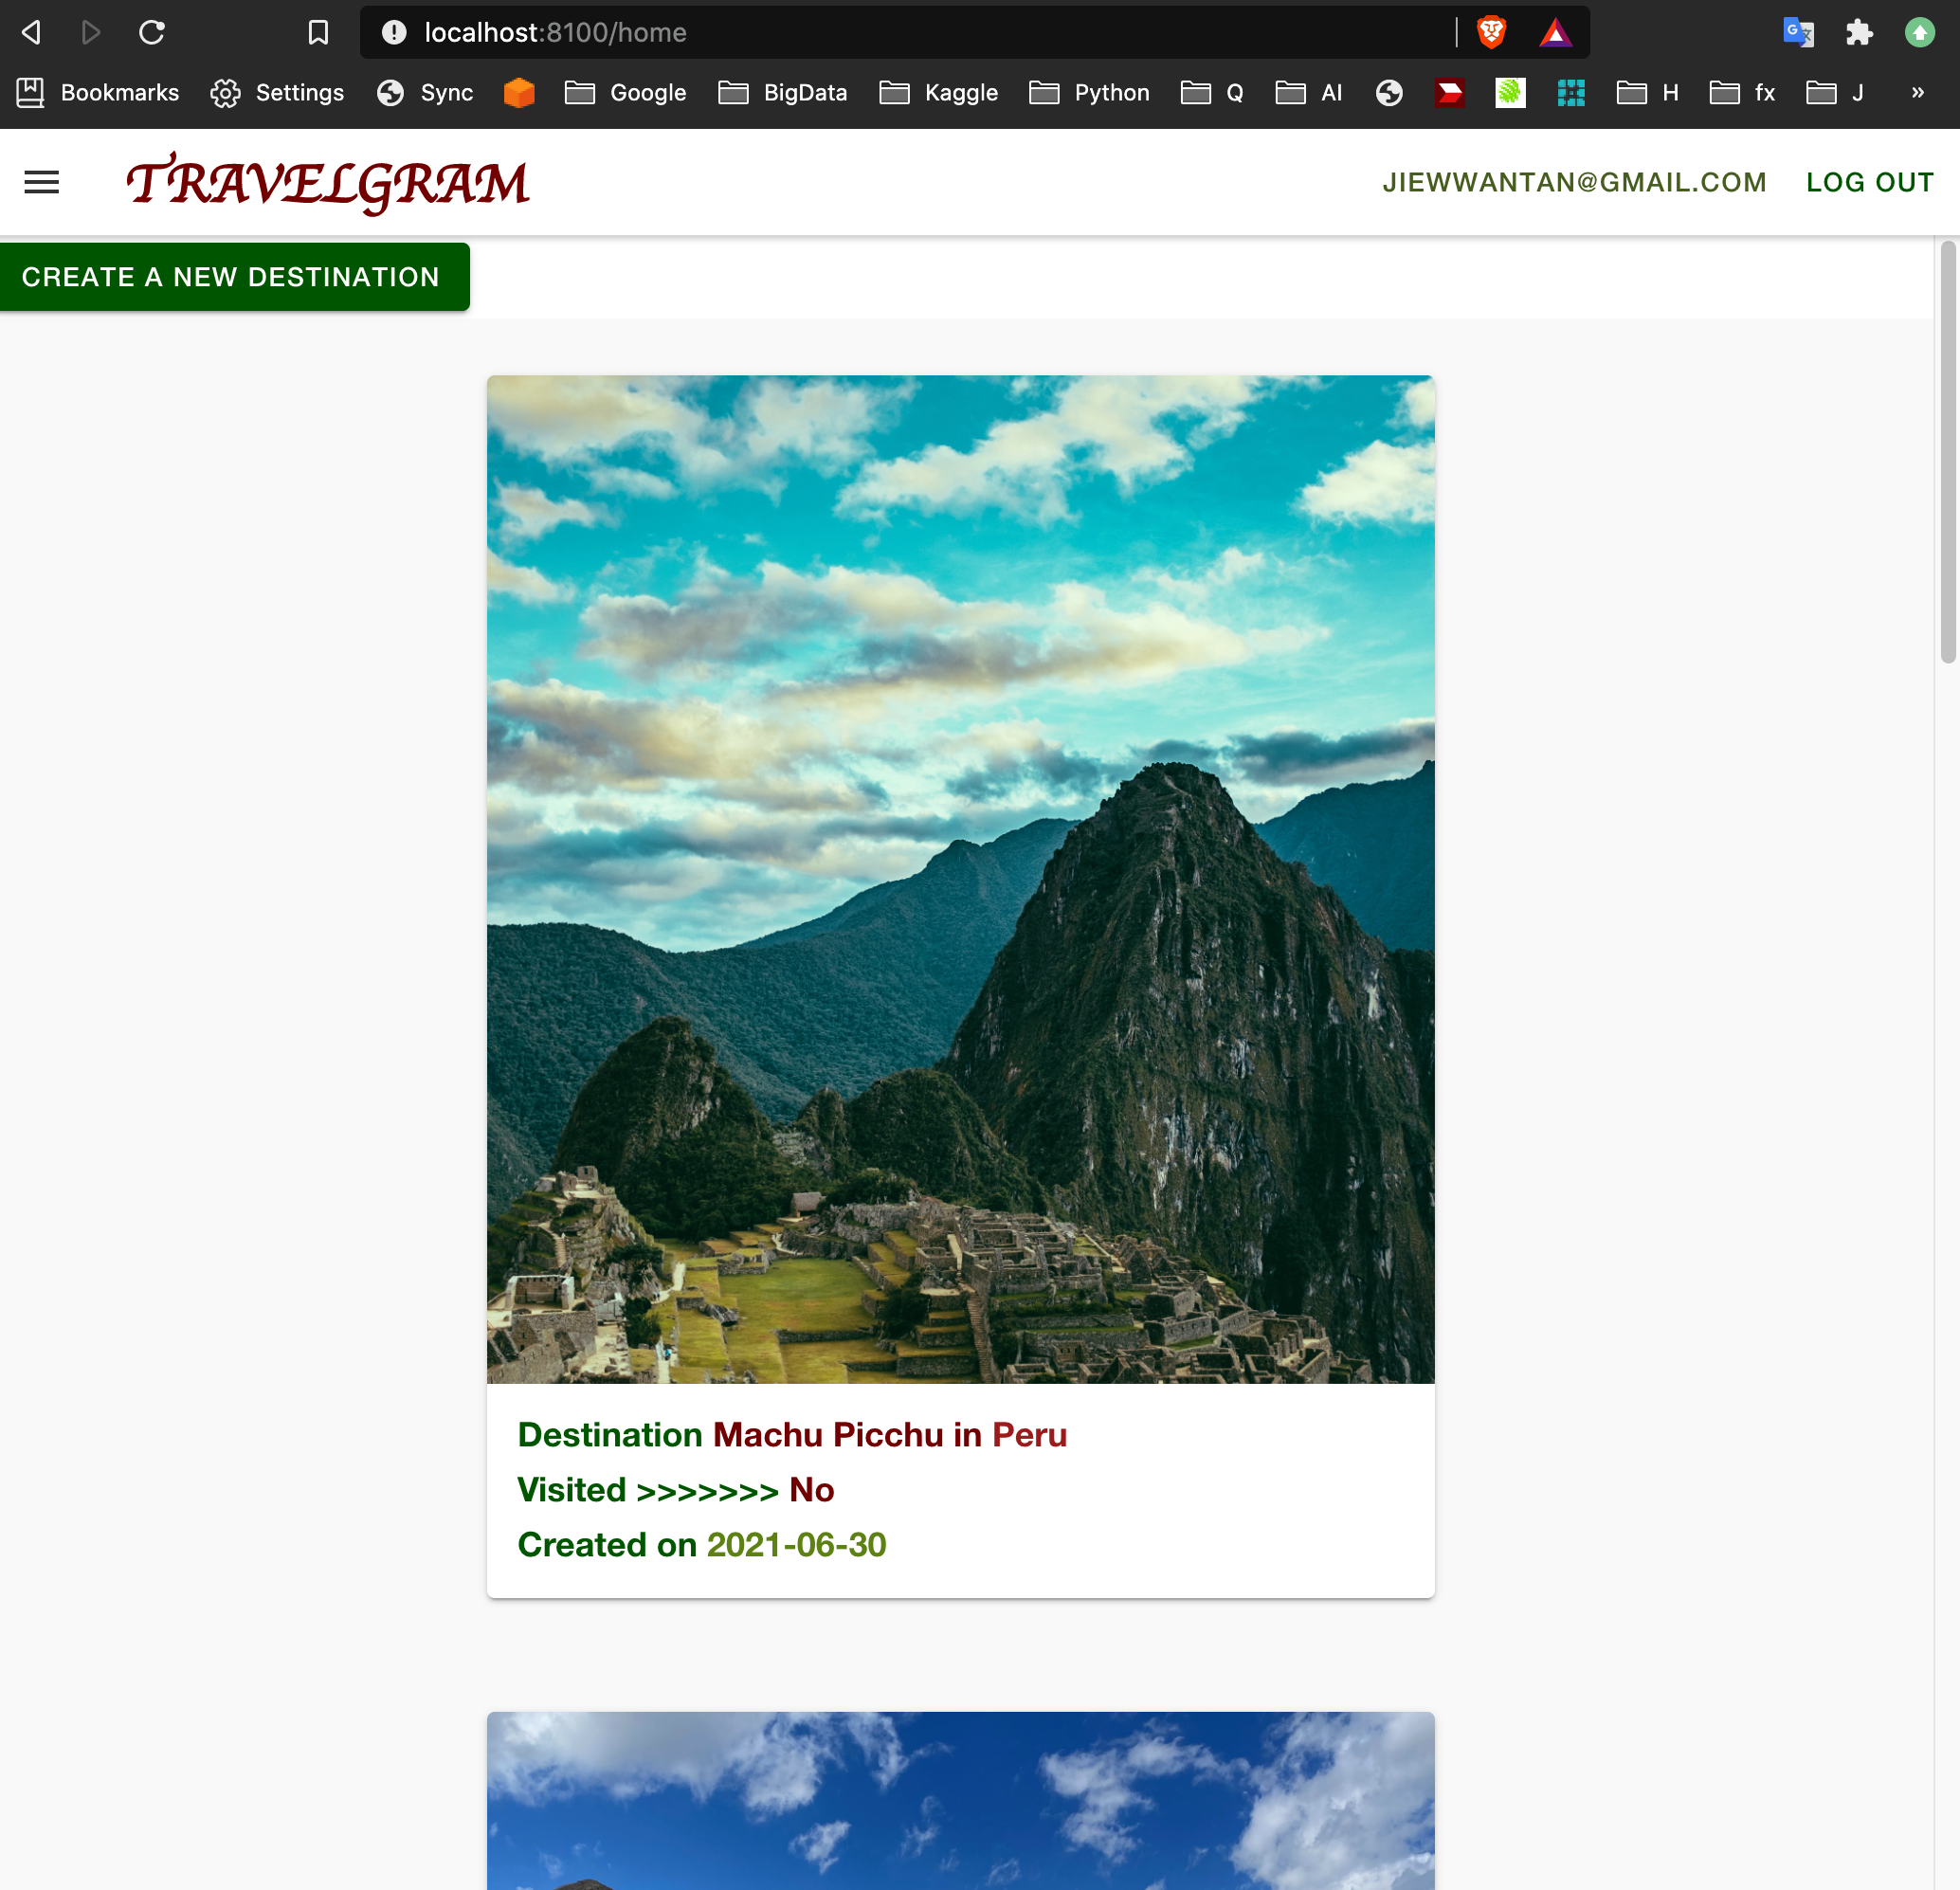 localhost:8100/home
Bookmarks Settings Sync Google BigData Kaggle Python Q AI H fx J »
TRAVELGRAM JIEWWANTAN@GMAIL.COM LOG OUT
CREATE A NEW DESTINATION
Destination Machu Picchu in Peru
Visited >>>>>>> No
Created on 2021-06-30